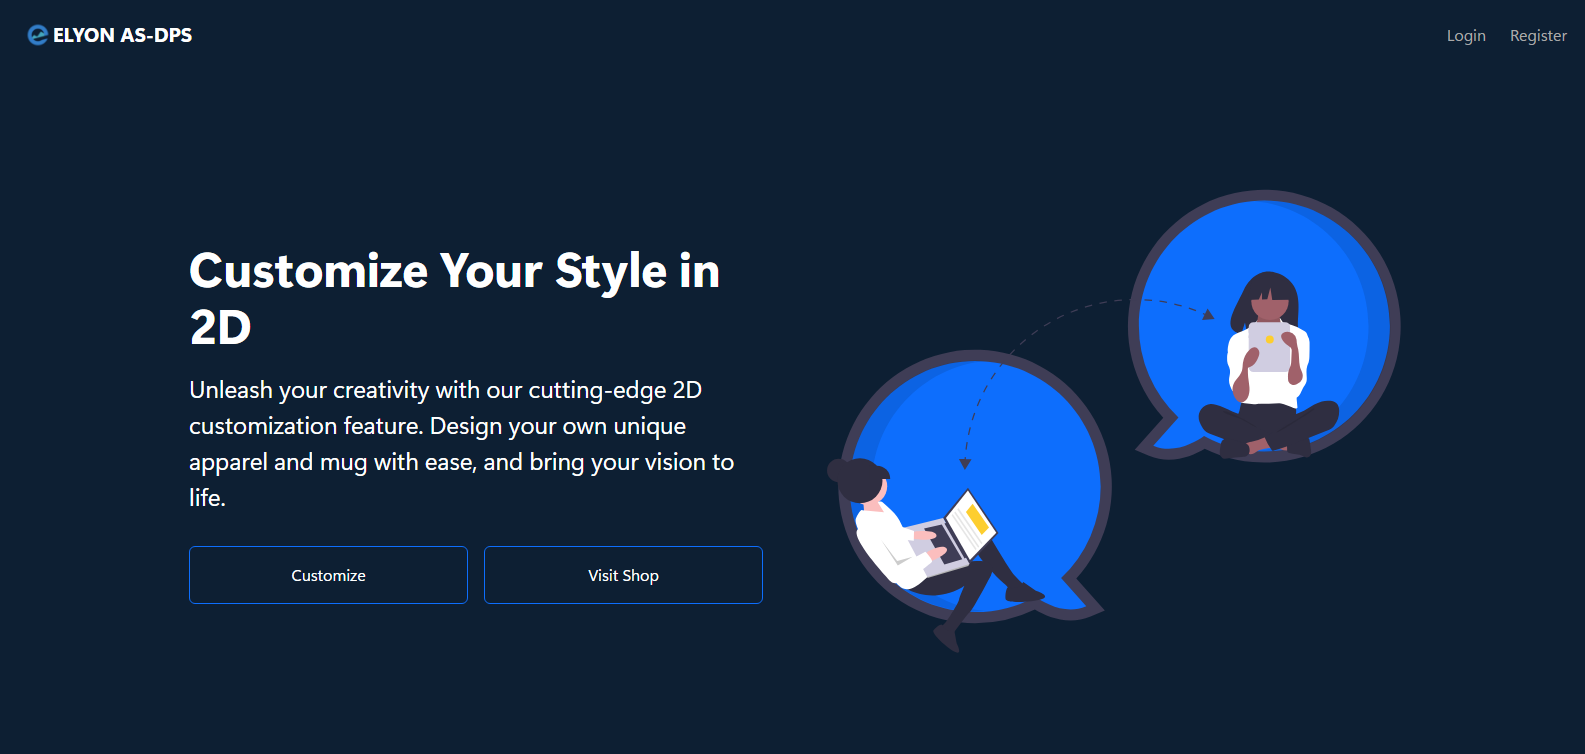 ELYON AS-DPS
Login
Register
Customize Your Style in
2D
Unleash your creativity with our cutting-edge 2D
customization feature. Design your own unique
apparel and mug with ease, and bring your vision to
life.
Customize
Visit Shop